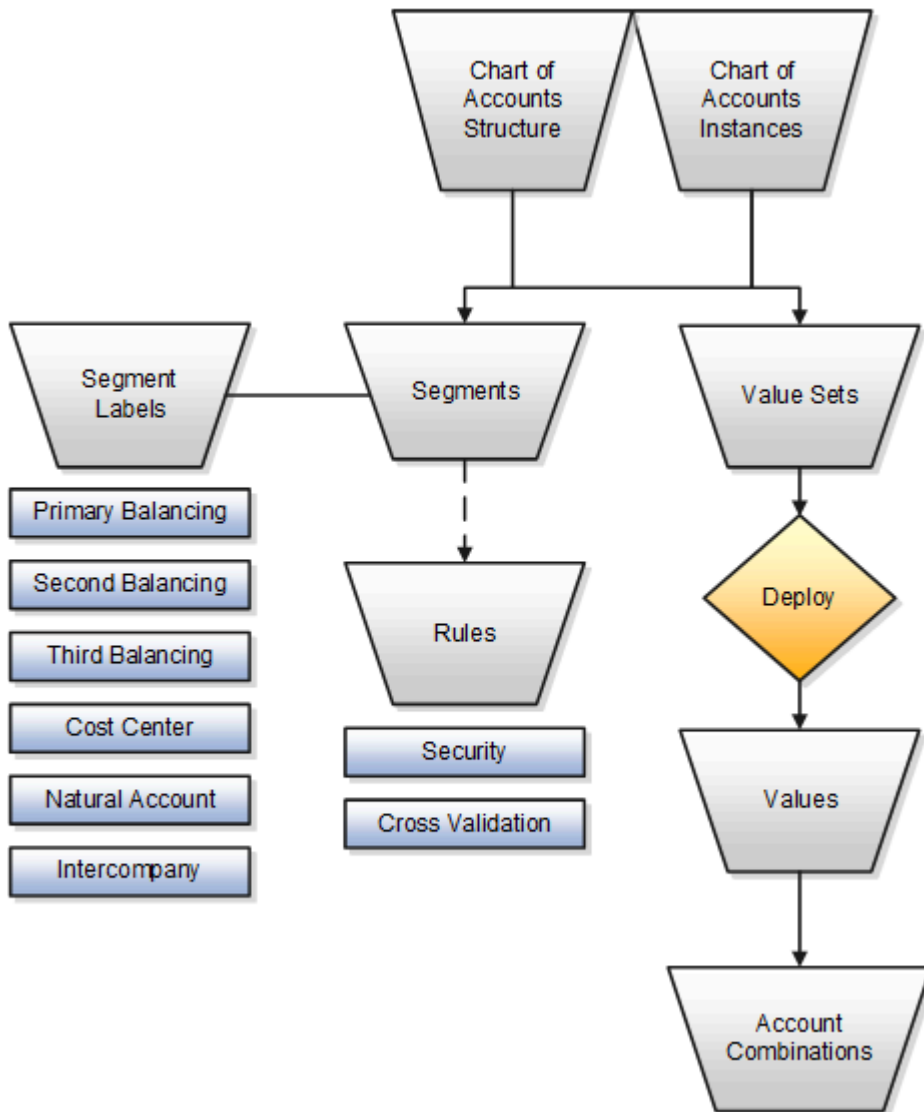 Chart of
Accounts
Structure
Chart of
Accounts
Instances
Segment
Labels
Segments
Value Sets
Primary Balancing
Second Balancing
Third Balancing
Cost Center
Natural Account
Intercompany
Rules
Security
Cross Validation
Deploy
Values
Account
Combinations